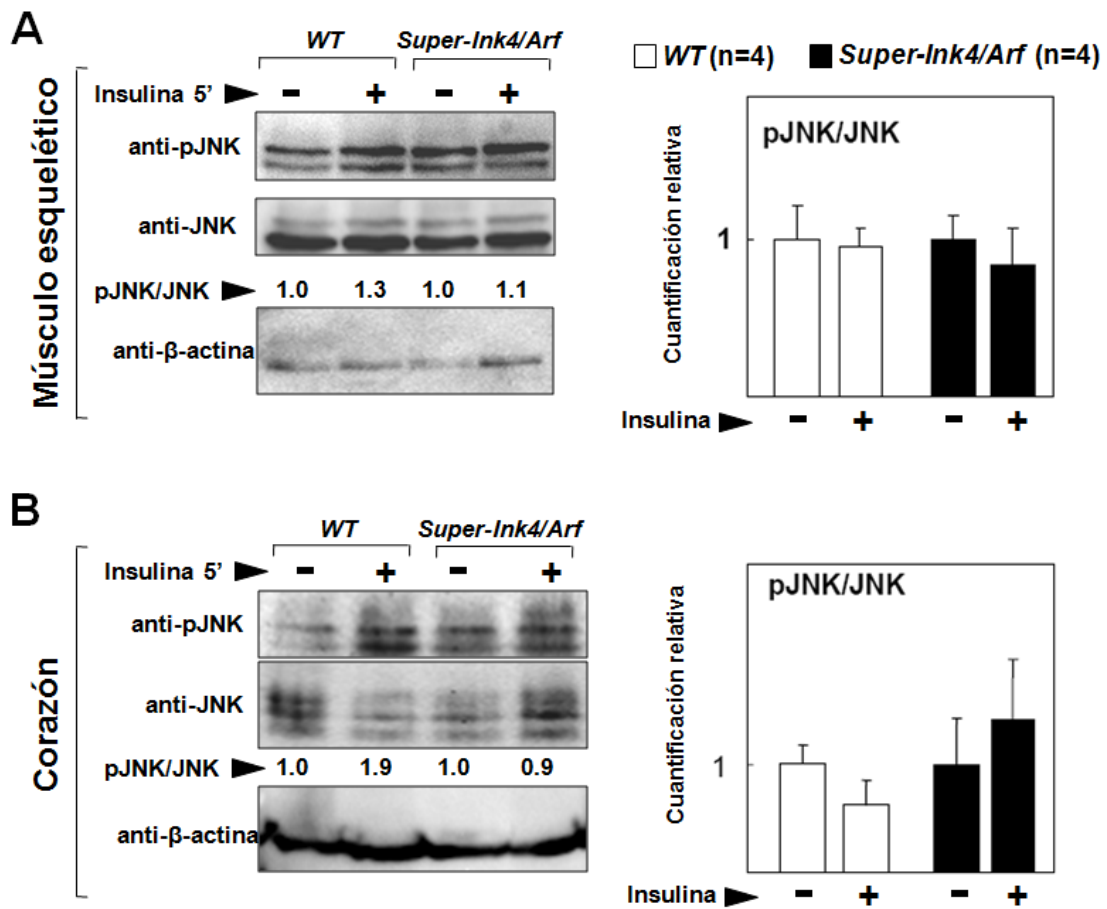 A
WT Super-Ink4/Arf
Insulina 5' - + - +
anti-pJNK
anti-JNK
pJNK/JNK 1.0 1.3 1.0 1.1
anti-β-actina
Músculo esquelético
WT (n=4) Super-Ink4/Arf (n=4)
pJNK/JNK
Cuantificación relativa
1
Insulina - + - +
B
WT Super-Ink4/Arf
Insulina 5' - + - +
anti-pJNK
anti-JNK
pJNK/JNK 1.0 1.9 1.0 0.9
anti-β-actina
Corazón
pJNK/JNK
Cuantificación relativa
1
Insulina - + - +